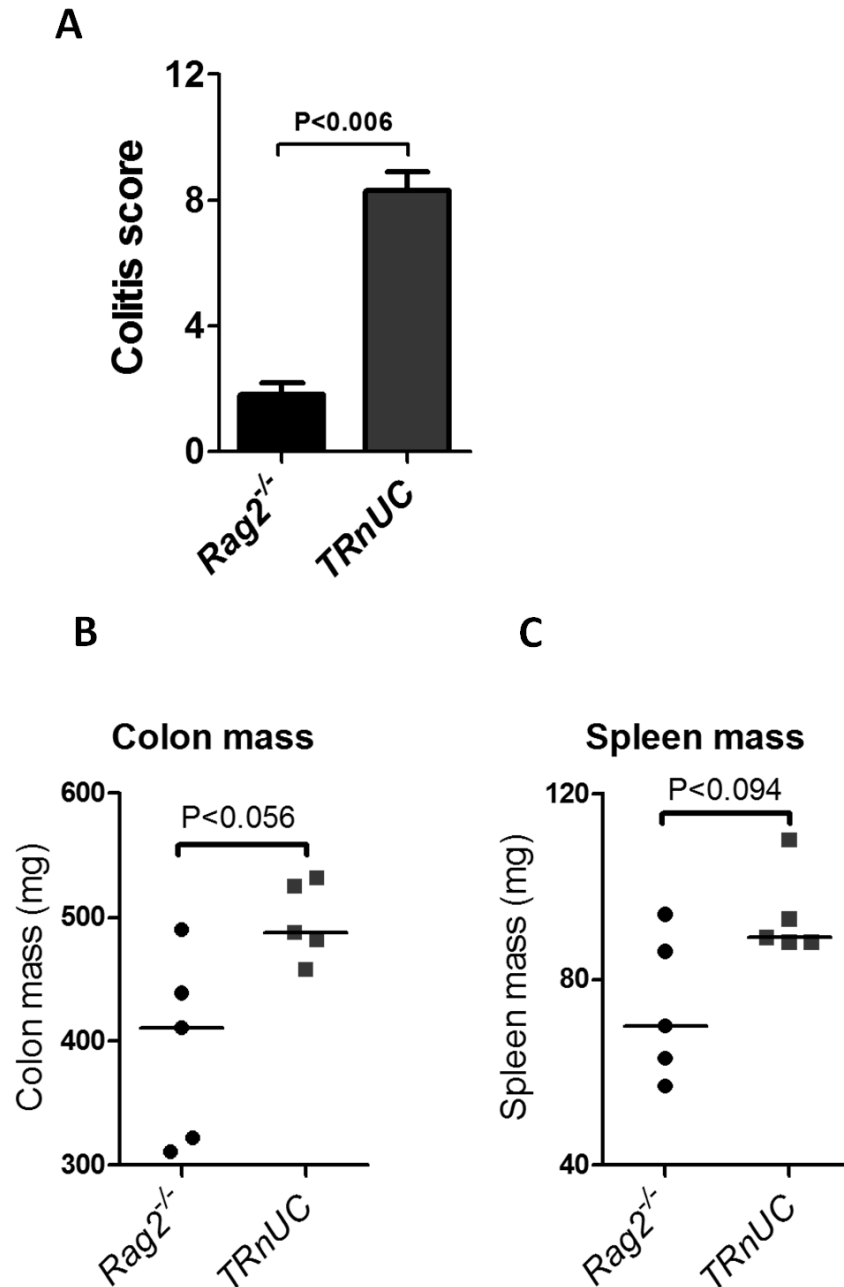 A
Colitis score
12
8
4
0
P<0.006
Rag2-/-
TRnUC
B
Colon mass
Colon mass (mg)
600
500
400
300
P<0.056
Rag2-/-
TRnUC
C
Spleen mass
Spleen mass (mg)
120
80
40
P<0.094
Rag2-/-
TRnUC